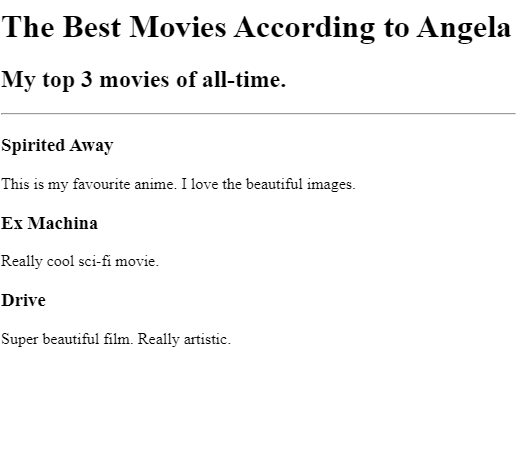 The Best Movies According to Angela
My top 3 movies of all-time.
Spirited Away
This is my favourite anime. I love the beautiful images.
Ex Machina
Really cool sci-fi movie.
Drive
Super beautiful film. Really artistic.